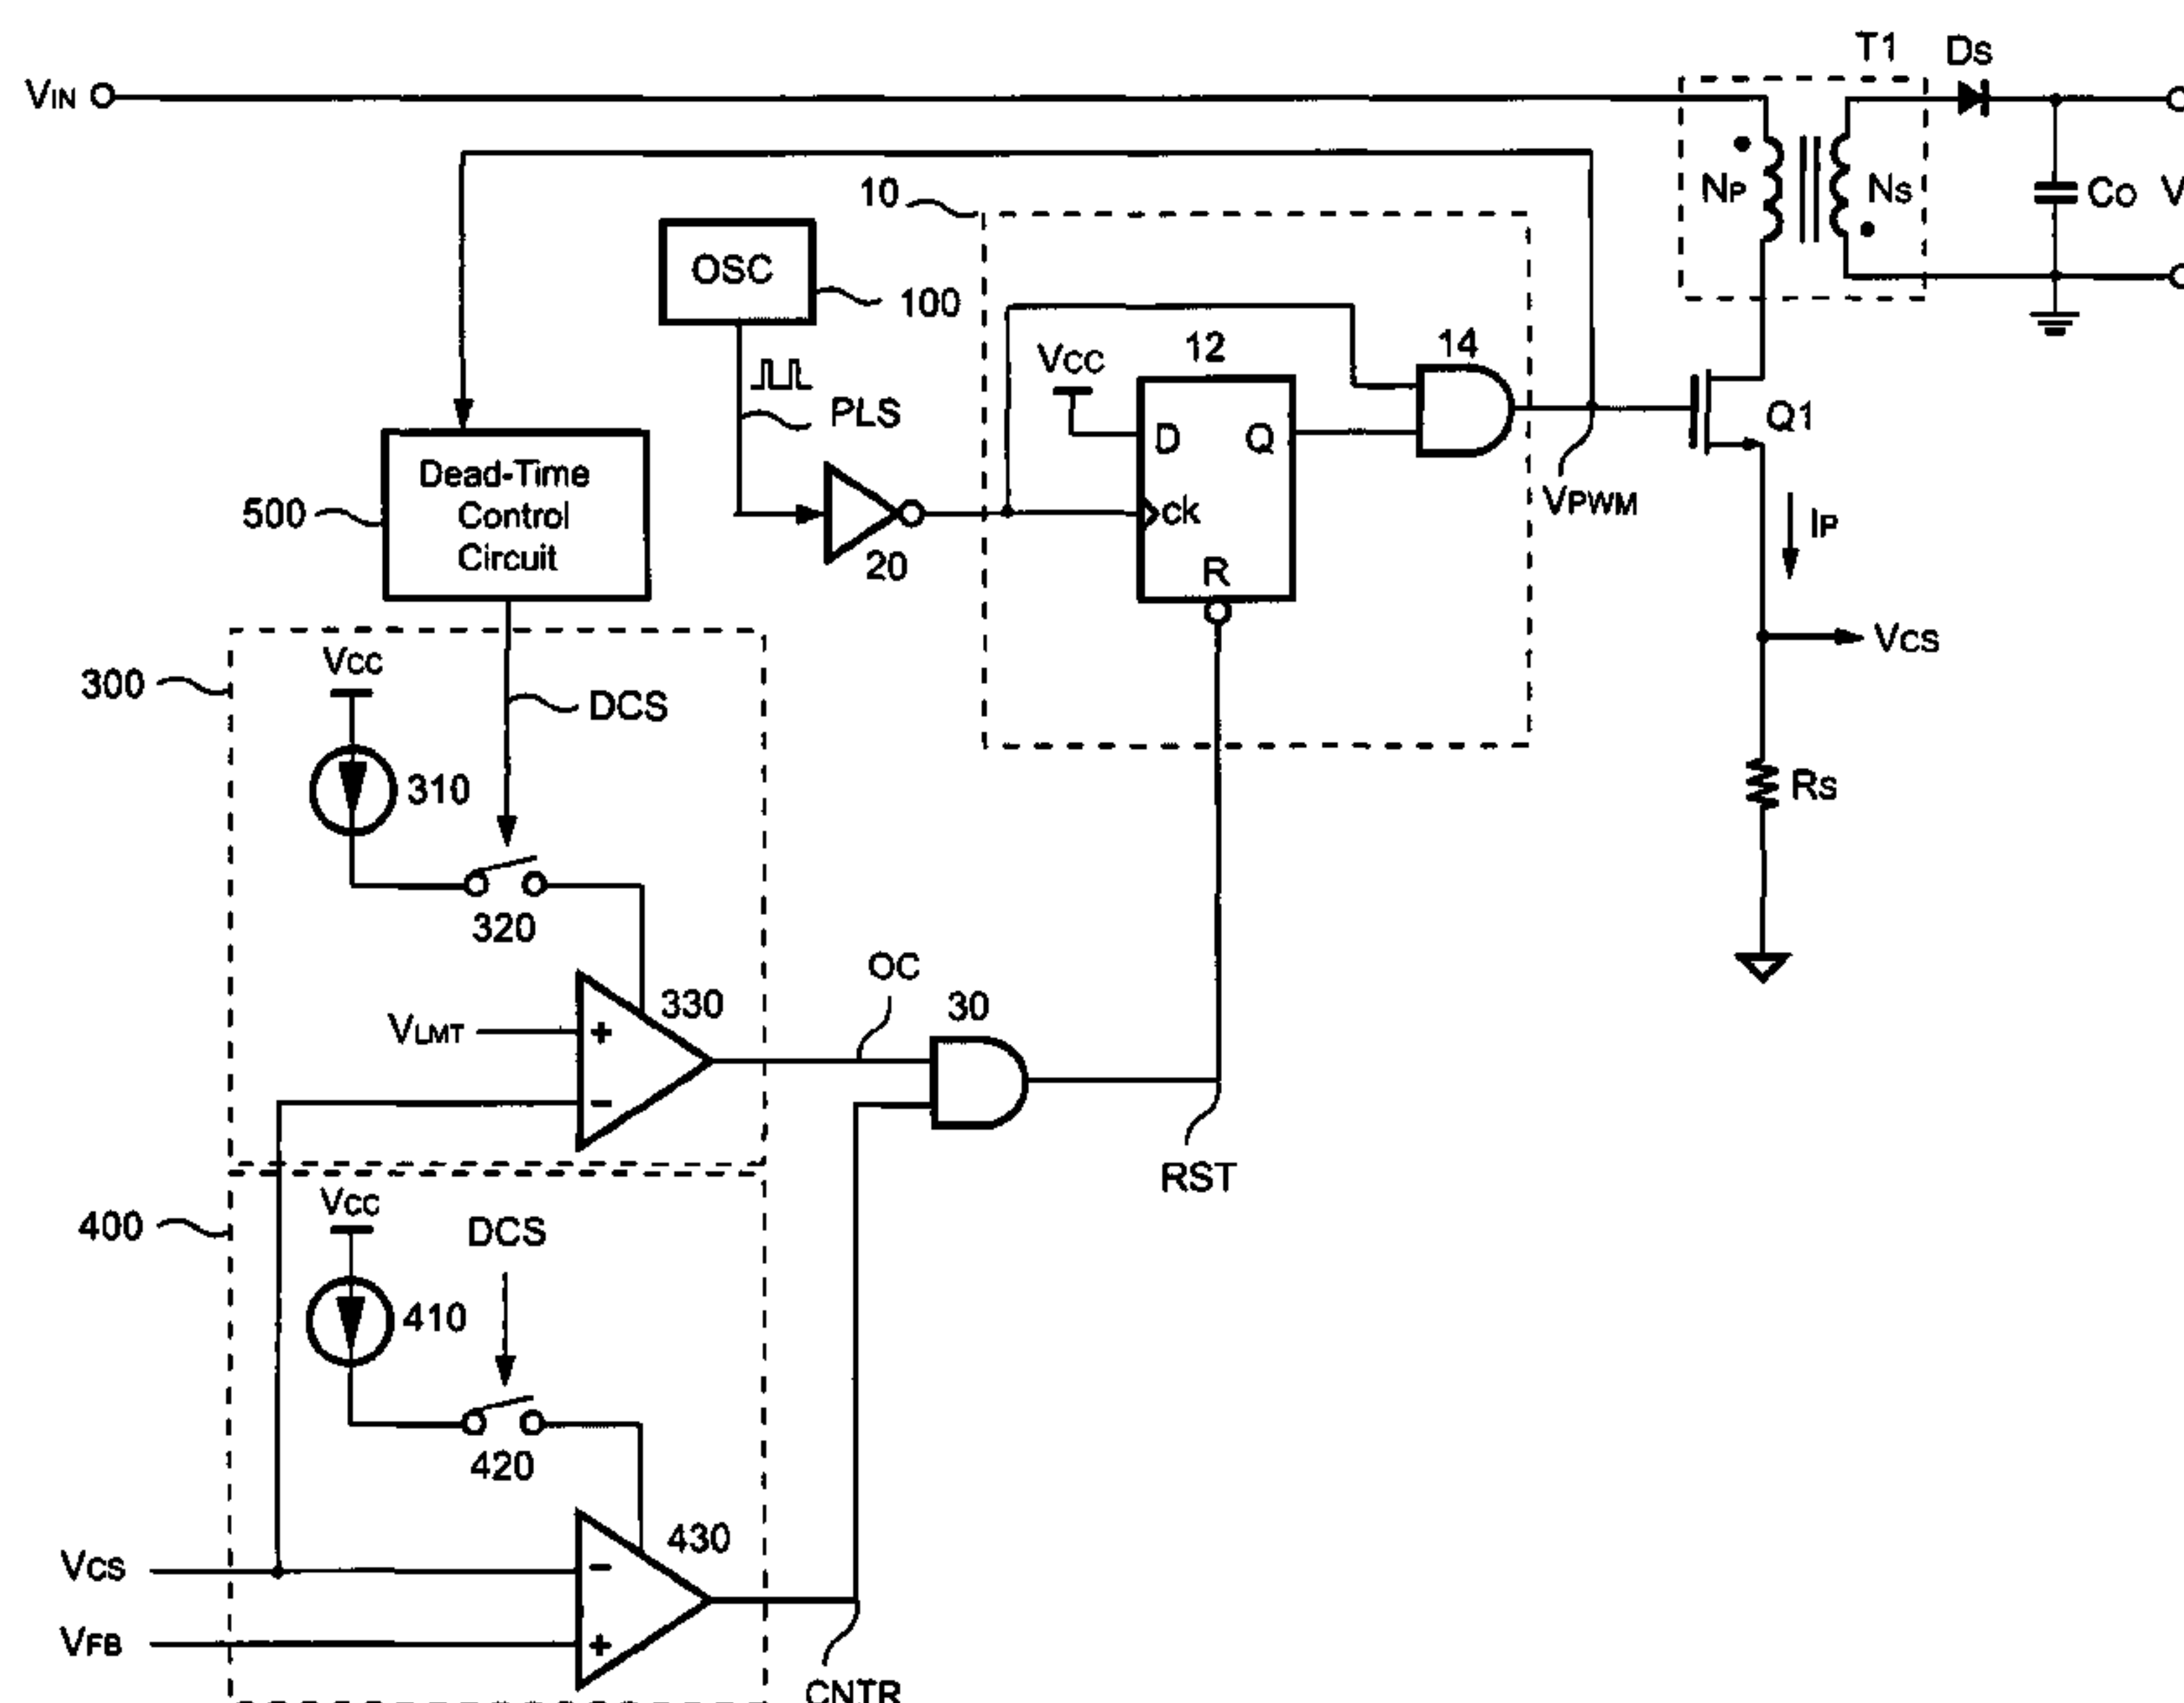 T1
DS
VIN
10
NP
NS
CO
V
OSC
100
VCC
12
14
PLS
D
Q
Q1
Dead-Time
Control
Circuit
500
VPWM
ck
20
IP
R
VCS
300
VCC
DCS
310
RS
320
OC
330
30
VLMT
+
−
RST
400
VCC
DCS
410
420
430
VCS
−
VFB
+
CNTR